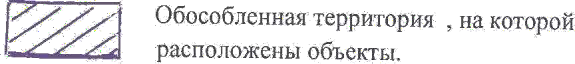 Обособленная территория , на которой
расположены объекты.